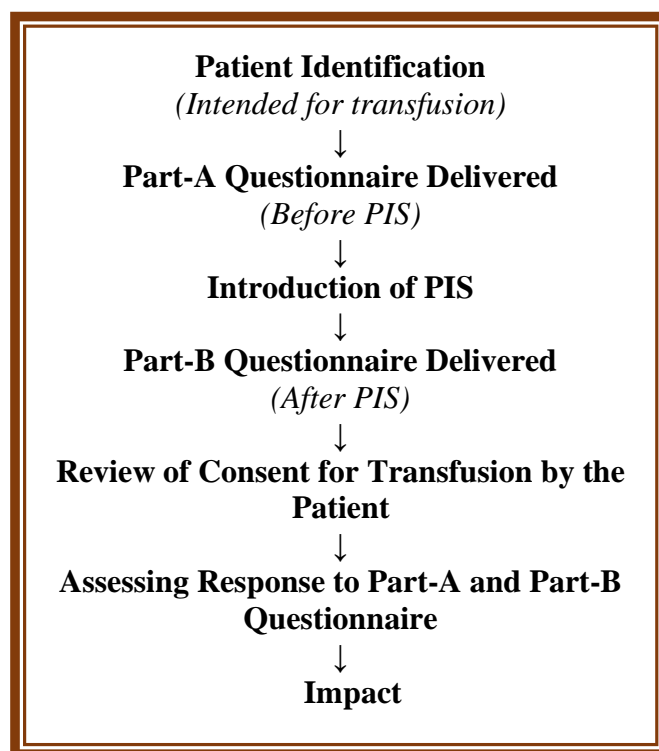 Patient Identification
(Intended for transfusion)
↓
Part-A Questionnaire Delivered
(Before PIS)
↓
Introduction of PIS
↓
Part-B Questionnaire Delivered
(After PIS)
↓
Review of Consent for Transfusion by the
Patient
↓
Assessing Response to Part-A and Part-B
Questionnaire
↓
Impact